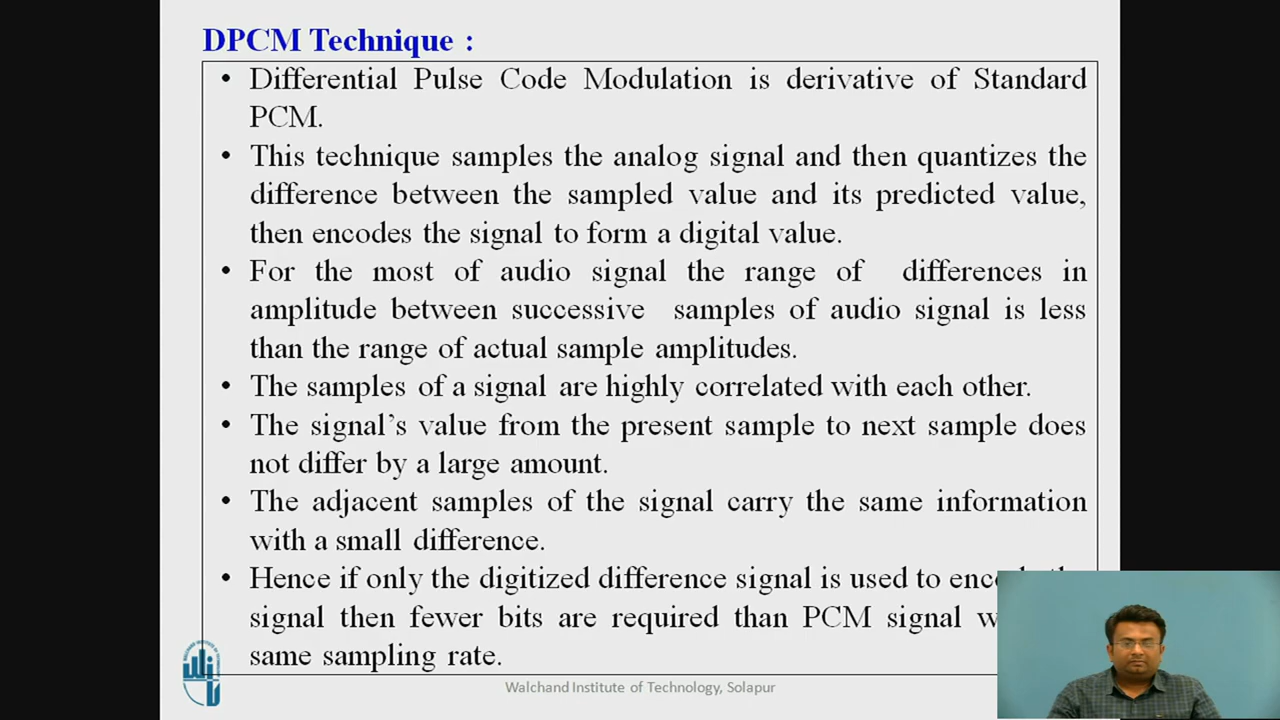 DPCM Technique :
• Differential Pulse Code Modulation is derivative of Standard
PCM.
• This technique samples the analog signal and then quantizes the
difference between the sampled value and its predicted value,
then encodes the signal to form a digital value.
• For the most of audio signal the range of differences in
amplitude between successive samples of audio signal is less
than the range of actual sample amplitudes.
• The samples of a signal are highly correlated with each other.
• The signal's value from the present sample to next sample does
not differ by a large amount.
• The adjacent samples of the signal carry the same information
with a small difference.
• Hence if only the digitized difference signal is used to
signal then fewer bits are required than PCM signal
same sampling rate.
Walchand Institute of Technology, Solapur